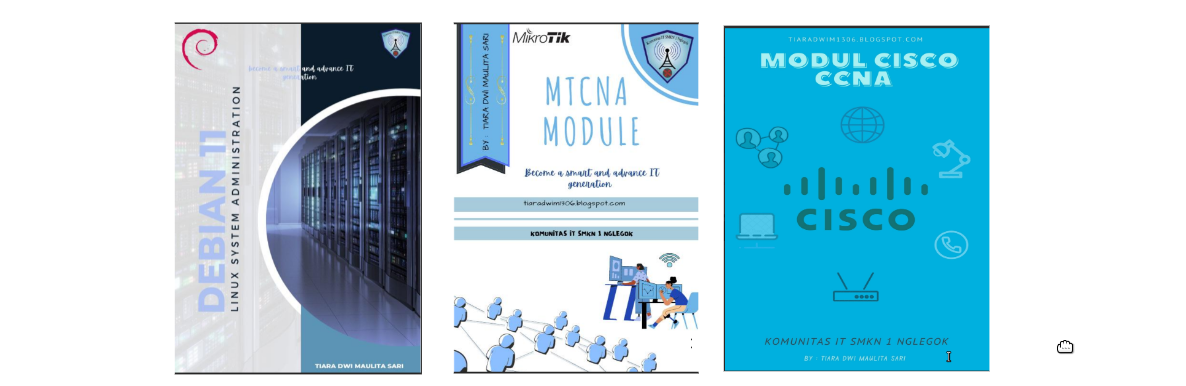 become a smart and advance IT
generation
DEBIAN 11
LINUX SYSTEM ADMINISTRATION
TIARA DWI MAULITA SARI
BY : TIARA DWI MAULITA SARI
MikroTik
MTCNA
MODULE
Become a smart and advance IT
generation
tiaradwim1306.blogspot.com
KOMUNITAS IT SMKN 1 NGLEGOK
TIARADWIM1306.BLOGSPOT.COM
MODUL CISCO
CCNA
CISCO
KOMUNITAS IT SMKN 1 NGLEGOK
BY : TIARA DWI MAULITA SARI